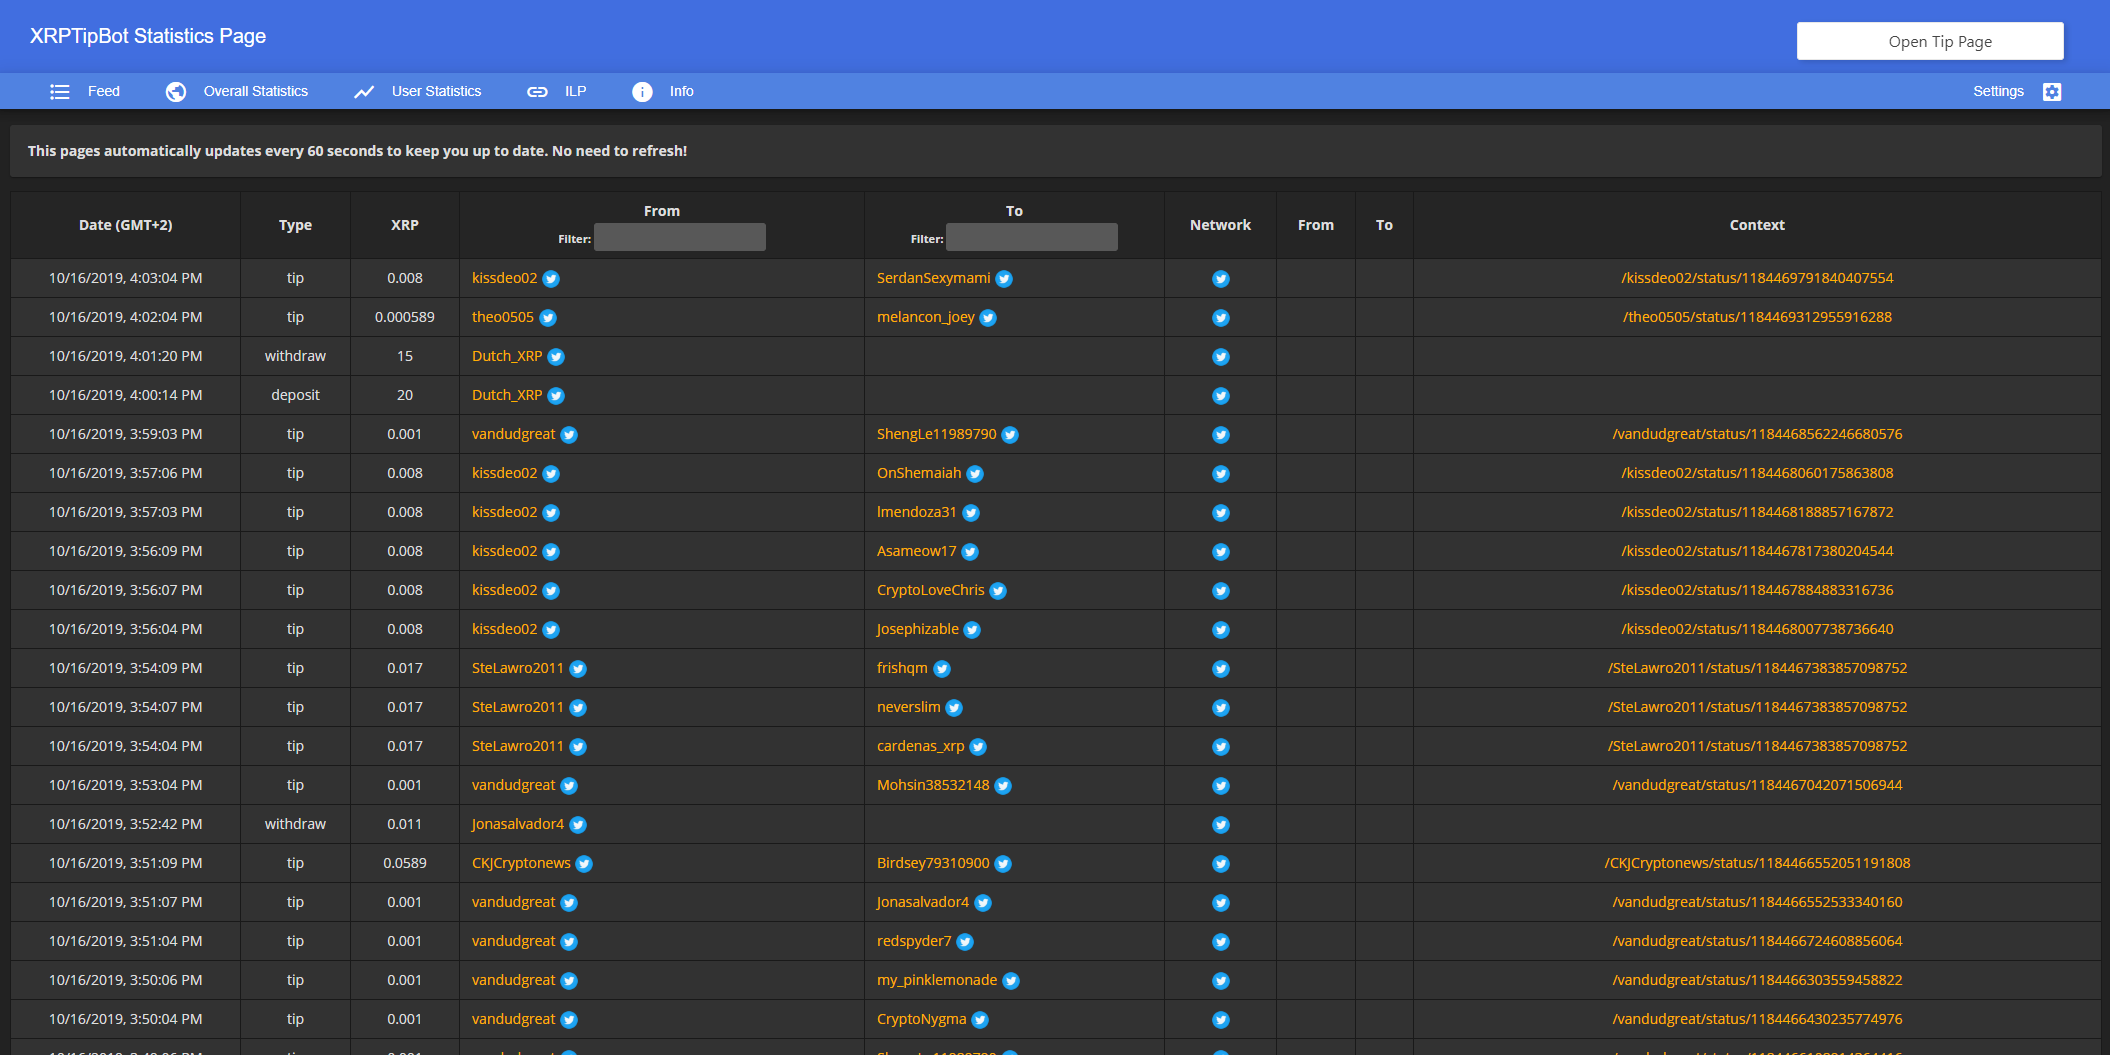 XRPTipBot Statistics Page
Open Tip Page
Feed Overall Statistics User Statistics ILP Info Settings
This pages automatically updates every 60 seconds to keep you up to date. No need to refresh!
Date (GMT+2) Type XRP From Filter: To Filter: Network From To Context
10/16/2019, 4:03:04 PM tip 0.008 kissdeo02 SerdanSexymami /kissdeo02/status/1184469791840407554
10/16/2019, 4:02:04 PM tip 0.000589 theo0505 melancon_joey /theo0505/status/1184469312955916288
10/16/2019, 4:01:20 PM withdraw 15 Dutch_XRP
10/16/2019, 4:00:14 PM deposit 20 Dutch_XRP
10/16/2019, 3:59:03 PM tip 0.001 vandudgreat ShengLe11989790 /vandudgreat/status/1184468562246680576
10/16/2019, 3:57:06 PM tip 0.008 kissdeo02 OnShemaiah /kissdeo02/status/1184468060175863808
10/16/2019, 3:57:03 PM tip 0.008 kissdeo02 lmendoza31 /kissdeo02/status/1184468188857167872
10/16/2019, 3:56:09 PM tip 0.008 kissdeo02 Asameow17 /kissdeo02/status/1184467817380204544
10/16/2019, 3:56:07 PM tip 0.008 kissdeo02 CryptoLoveChris /kissdeo02/status/1184467884883316736
10/16/2019, 3:56:04 PM tip 0.008 kissdeo02 Josephizable /kissdeo02/status/1184468007738736640
10/16/2019, 3:54:09 PM tip 0.017 SteLawro2011 frishqm /SteLawro2011/status/1184467383857098752
10/16/2019, 3:54:07 PM tip 0.017 SteLawro2011 neverslim /SteLawro2011/status/1184467383857098752
10/16/2019, 3:54:04 PM tip 0.017 SteLawro2011 cardenas_xrp /SteLawro2011/status/1184467383857098752
10/16/2019, 3:53:04 PM tip 0.001 vandudgreat Mohsin38532148 /vandudgreat/status/1184467042071506944
10/16/2019, 3:52:42 PM withdraw 0.011 Jonasalvador4
10/16/2019, 3:51:09 PM tip 0.0589 CKJCryptonews Birdsey79310900 /CKJCryptonews/status/1184466552051191808
10/16/2019, 3:51:07 PM tip 0.001 vandudgreat Jonasalvador4 /vandudgreat/status/1184466552533340160
10/16/2019, 3:51:04 PM tip 0.001 vandudgreat redspyder7 /vandudgreat/status/1184466724608856064
10/16/2019, 3:50:06 PM tip 0.001 vandudgreat my_pinklemonade /vandudgreat/status/1184466303559458822
10/16/2019, 3:50:04 PM tip 0.001 vandudgreat CryptoNygma /vandudgreat/status/1184466430235774976